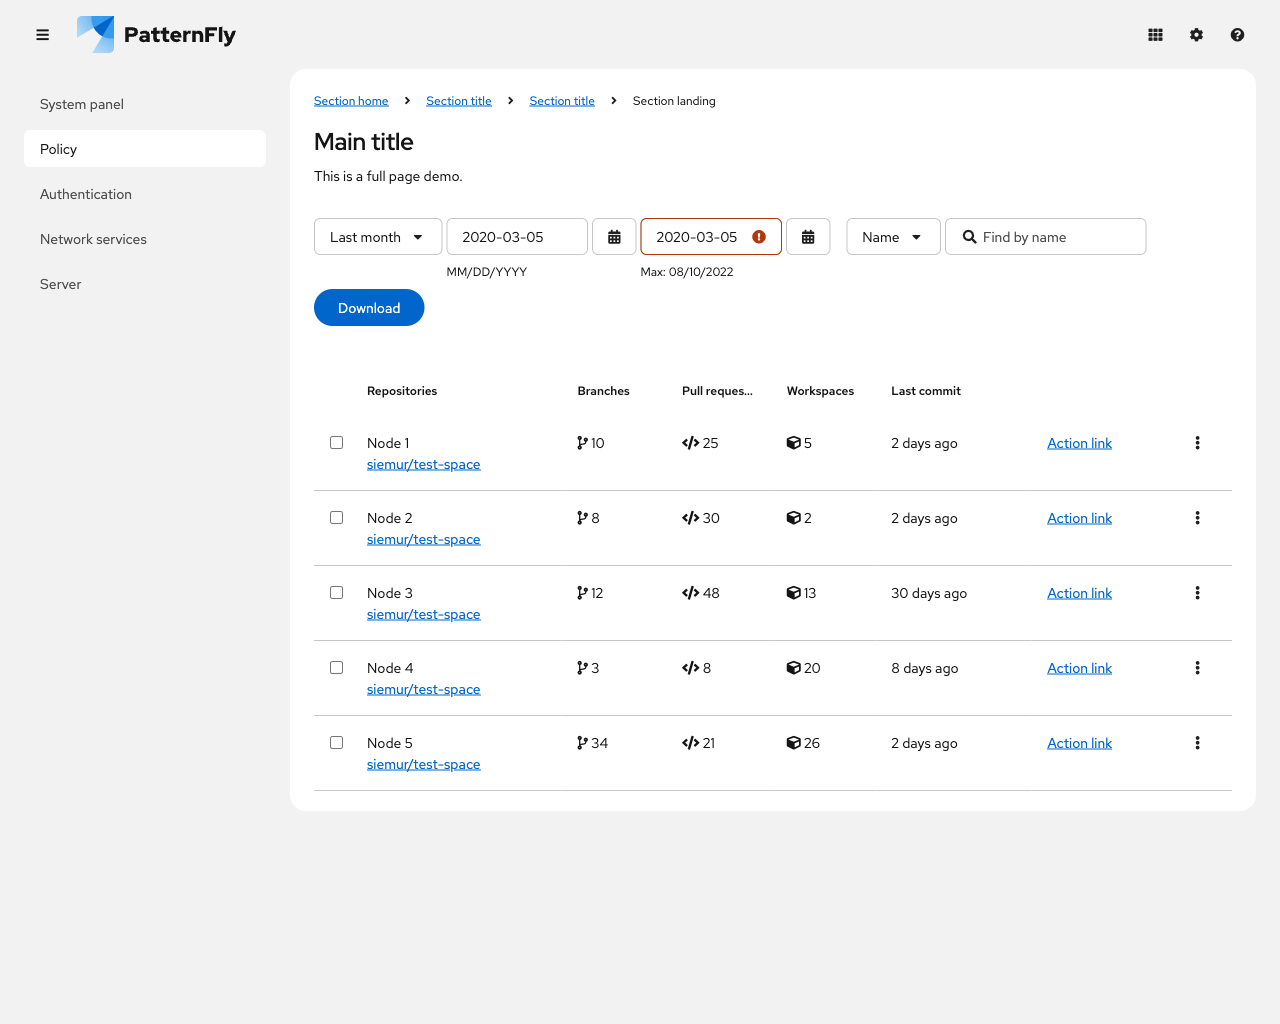 PatternFly
System panel
Policy
Authentication
Network services
Server
Section home Section title Section title Section landing
Main title
This is a full page demo.
Last month 2020-03-05 2020-03-05 Name Find by name
MM/DD/YYYY Max: 08/10/2022
Download
Repositories Branches Pull reques... Workspaces Last commit
Node 1 10 25 5 2 days ago Action link
siemur/test-space
Node 2 8 30 2 2 days ago Action link
siemur/test-space
Node 3 12 48 13 30 days ago Action link
siemur/test-space
Node 4 3 8 20 8 days ago Action link
siemur/test-space
Node 5 34 21 26 2 days ago Action link
siemur/test-space